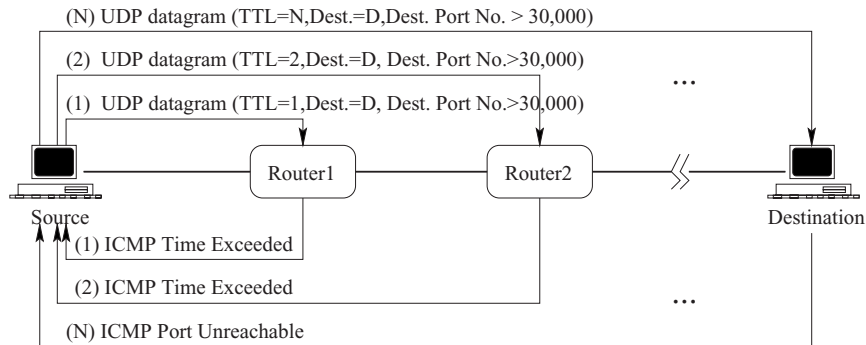 (N) UDP datagram (TTL=N,Dest.=D,Dest. Port No. > 30,000)
(2) UDP datagram (TTL=2,Dest.=D, Dest. Port No.>30,000)
...
(1) UDP datagram (TTL=1,Dest.=D, Dest. Port No.>30,000)
Router1
Router2
Source
Destination
(1) ICMP Time Exceeded
(2) ICMP Time Exceeded
...
(N) ICMP Port Unreachable